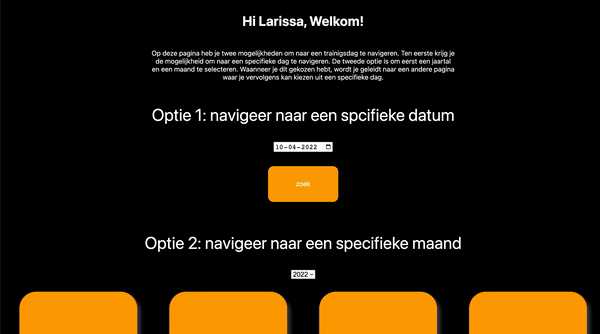 Hi Larissa, Welkom!
Op deze pagina heb je twee mogelijkheden om naar een trainigsdag te navigeren. Ten eerste krijg je
de mogelijkheid om naar een specifieke dag te navigeren. De tweede optie is om eerst een jaartal
en een maand te selecteren. Wanneer je dit gekozen hebt, wordt je geleidt naar een andere pagina
waar je vervolgens kan kiezen uit een specifieke dag.
Optie 1: navigeer naar een spcifieke datum
10-04-2022
zoek
Optie 2: navigeer naar een specifieke maand
2022